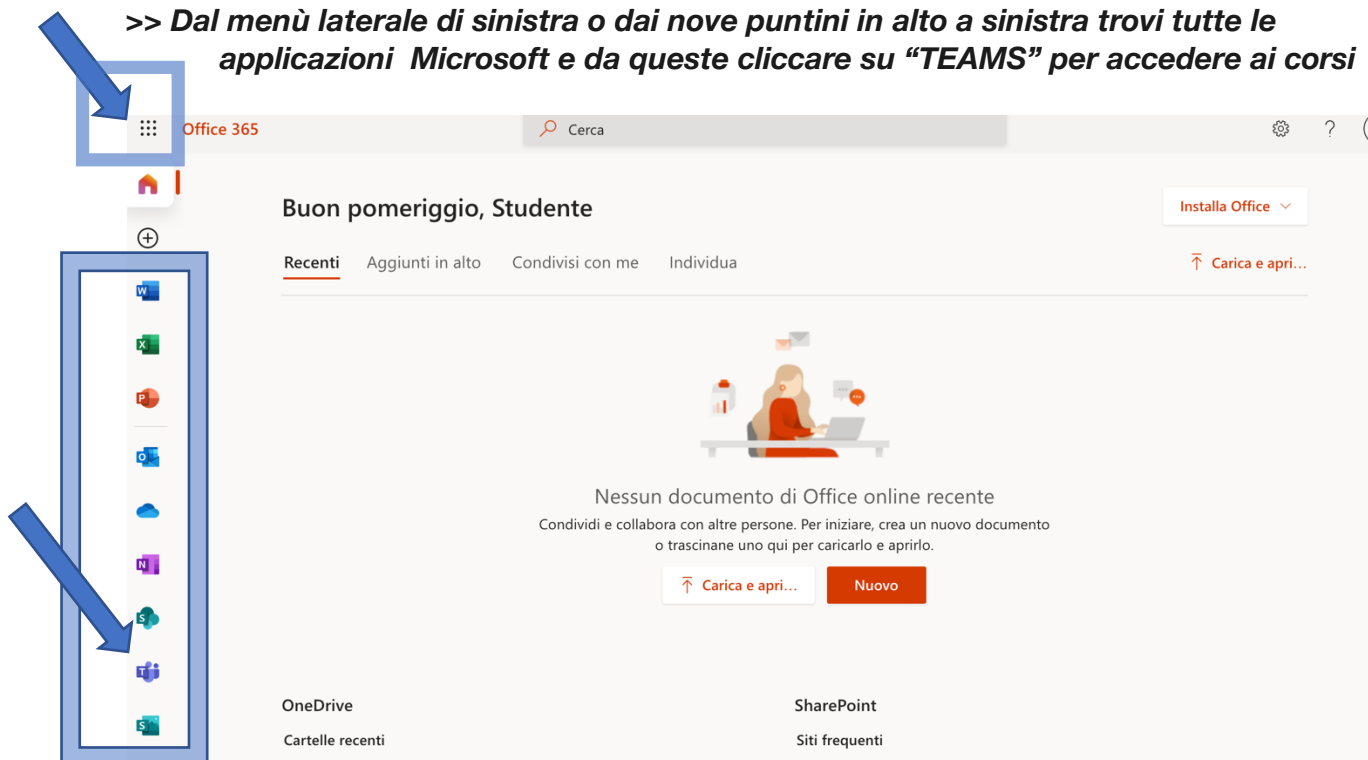 >> Dal menù laterale di sinistra o dai nove puntini in alto a sinistra trovi tutte le
applicazioni Microsoft e da queste cliccare su “TEAMS” per accedere ai corsi
Office 365
Cerca
?
Buon pomeriggio, Studente
Installa Office
Recenti Aggiunti in alto Condivisi con me Individua
Carica e apri...
W
X
P
O
N
S
T
S
Nessun documento di Office online recente
Condividi e collabora con altre persone. Per iniziare, crea un nuovo documento
o trascinane uno qui per caricarlo e aprirlo.
Carica e apri...
Nuovo
OneDrive
SharePoint
Cartelle recenti
Siti frequenti